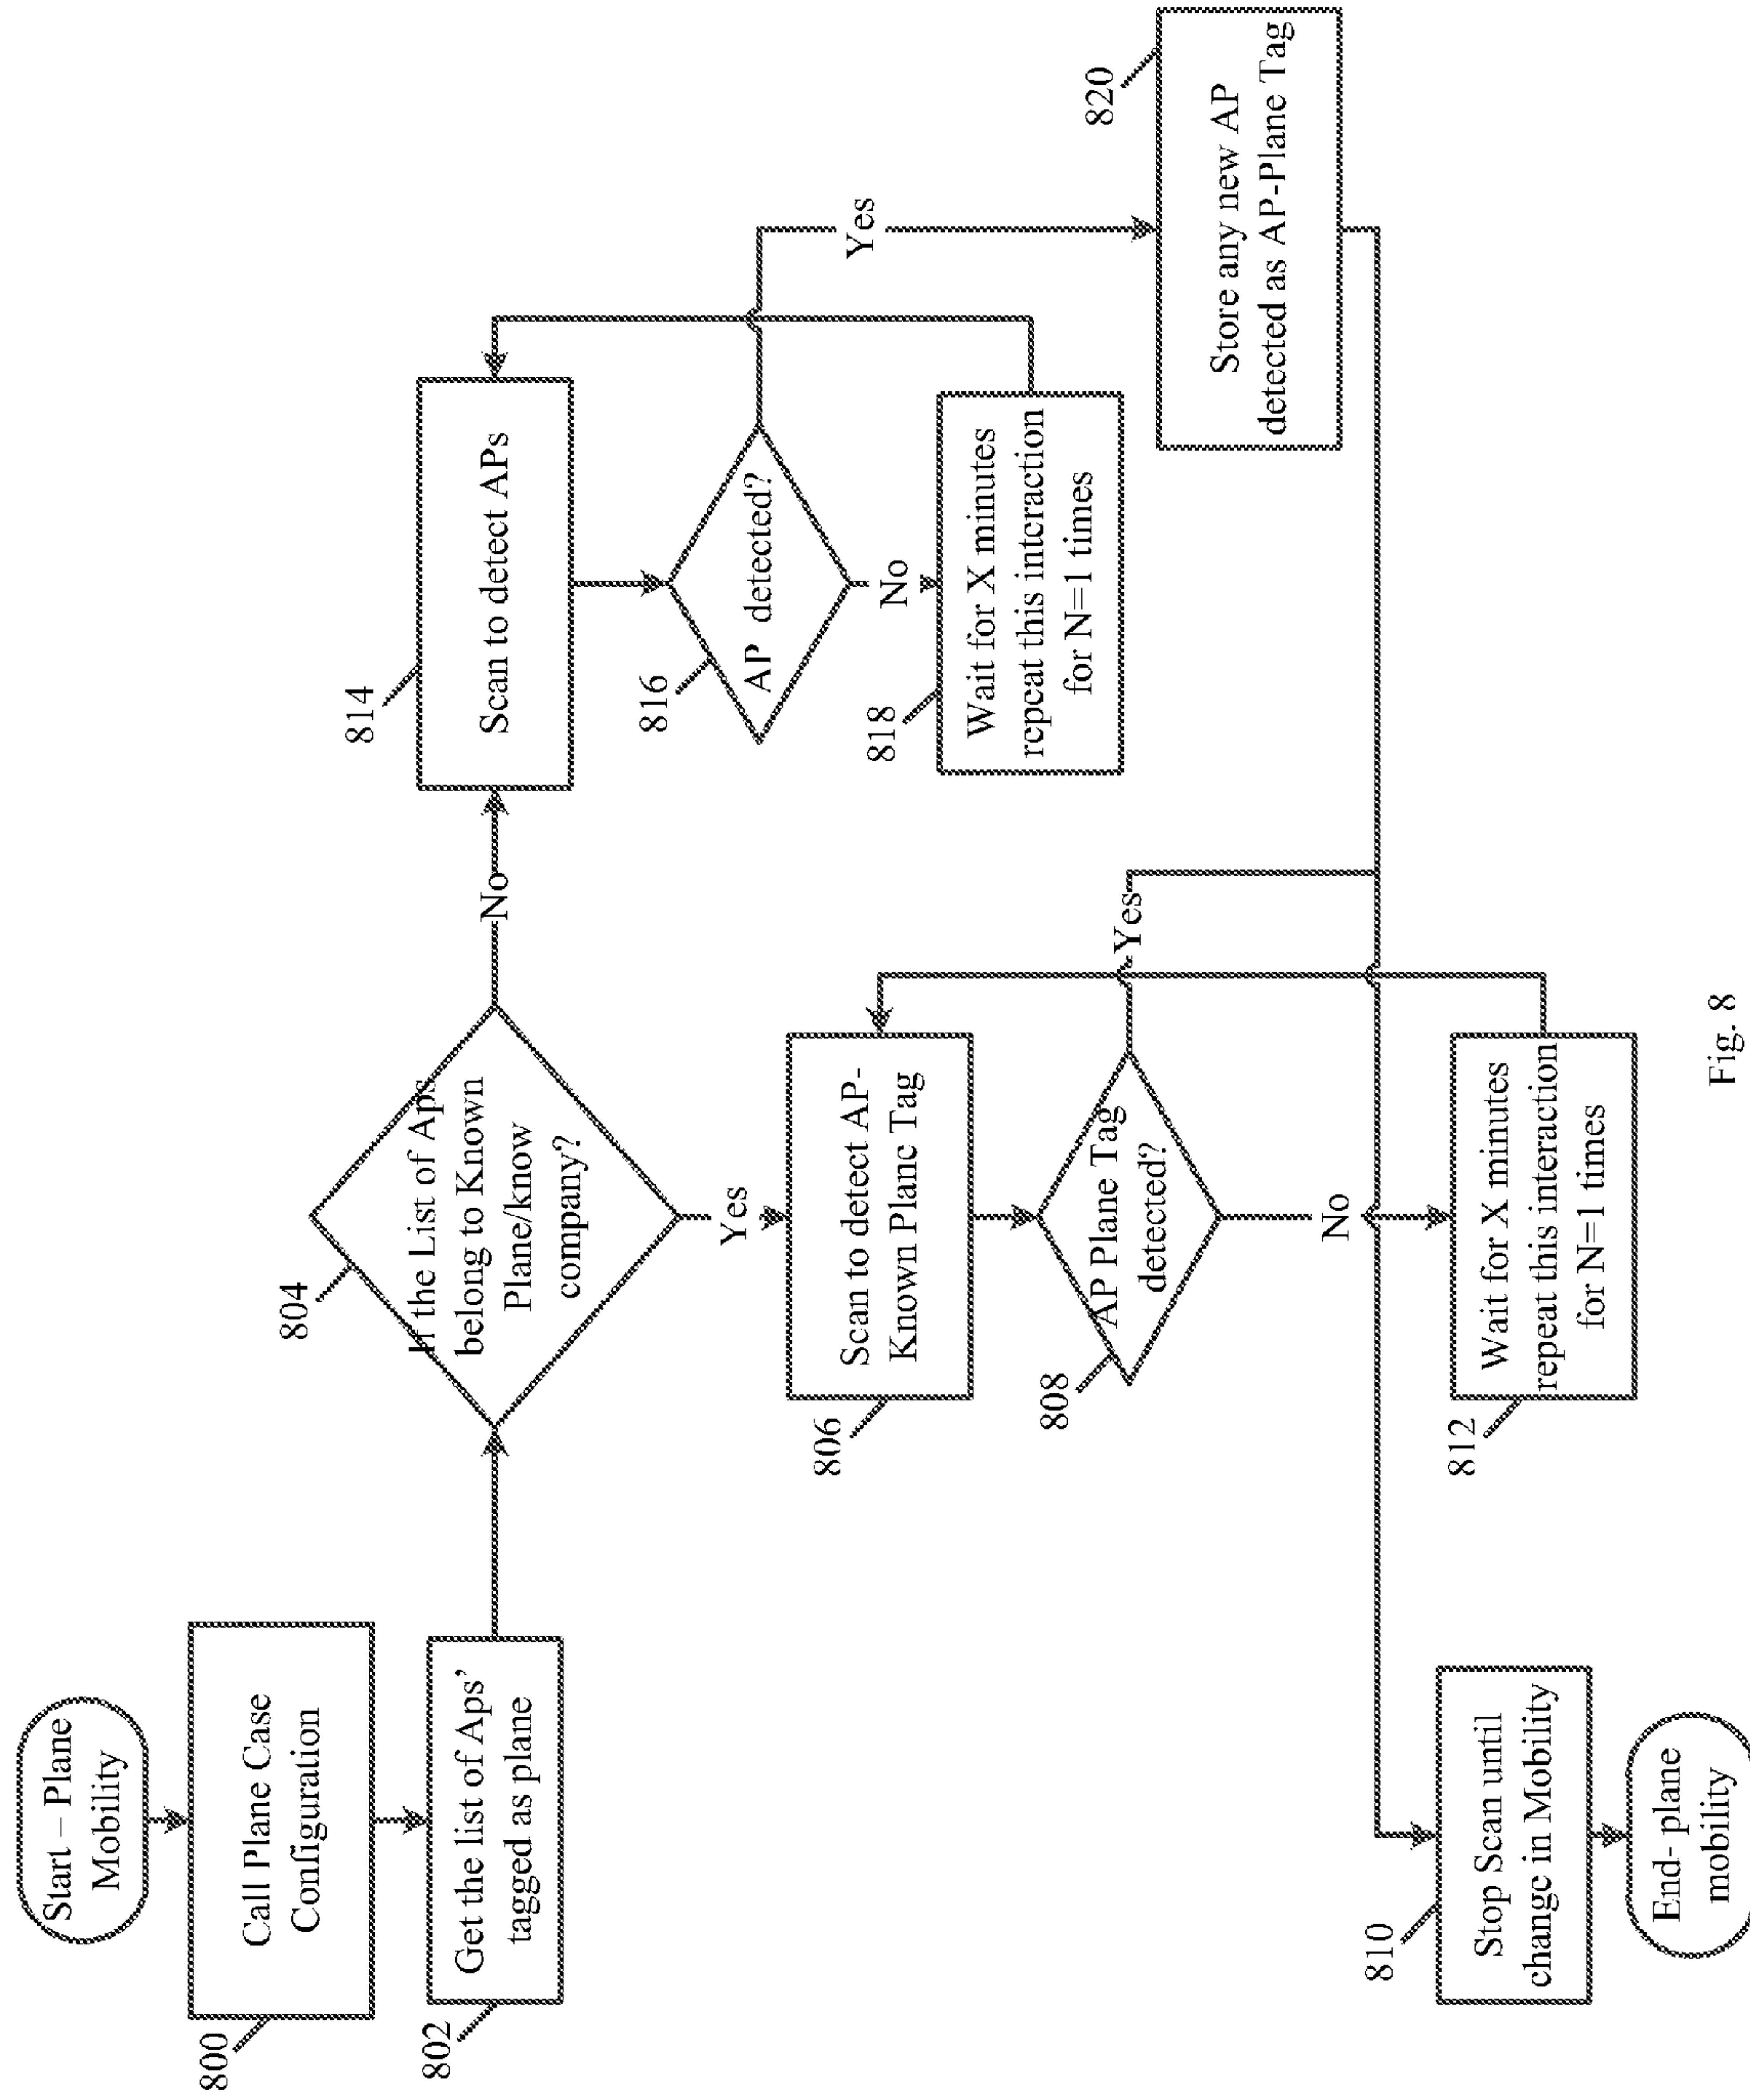 Start – Plane
Mobility
800
Call Plane Case
Configuration
802
Get the list of Aps'
tagged as plane
804
If the List of Aps
belong to Known
Plane/know
company?
No
Yes
806
Scan to detect AP-
Known Plane Tag
808
AP Plane Tag
detected?
Yes
No
812
Wait for X minutes
repeat this interaction
for N=1 times
810
Stop Scan until
change in Mobility
End- plane
mobility
814
Scan to detect APs
816
AP detected?
Yes
No
818
Wait for X minutes
repeat this interaction
for N=1 times
820
Store any new AP
detected as AP-Plane Tag
Fig. 8